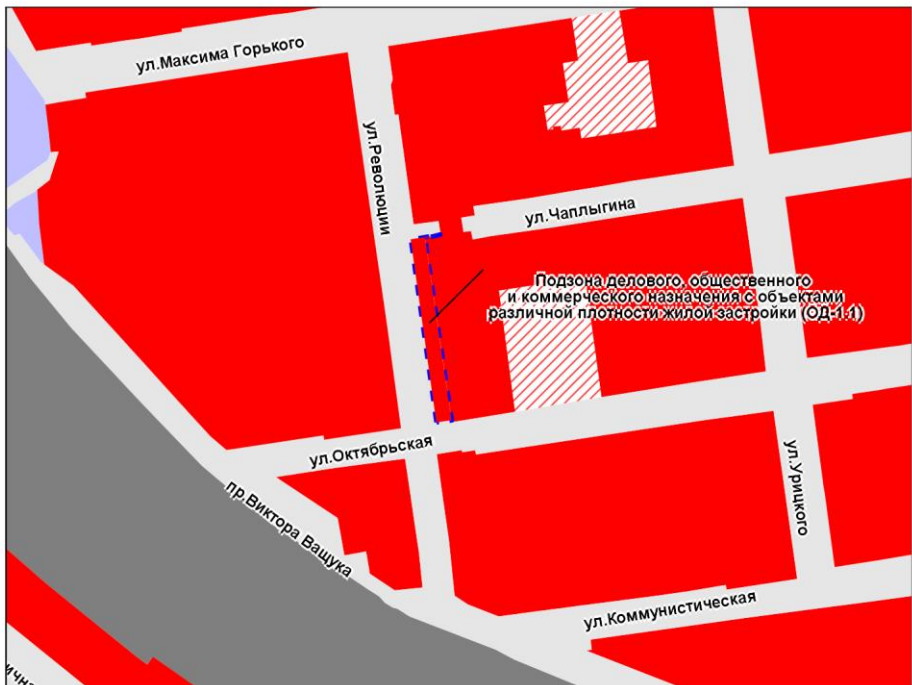 ул.Максима Горького
ул.Революции
ул.Чаплыгина
Подзона делового, общественного
и коммерческого назначения с объектами
различной плотности жилой застройки (ОД-1.1)
ул.Октябрьская
пр.Виктора Ващука
ул.Урицкого
ул.Коммунистическая